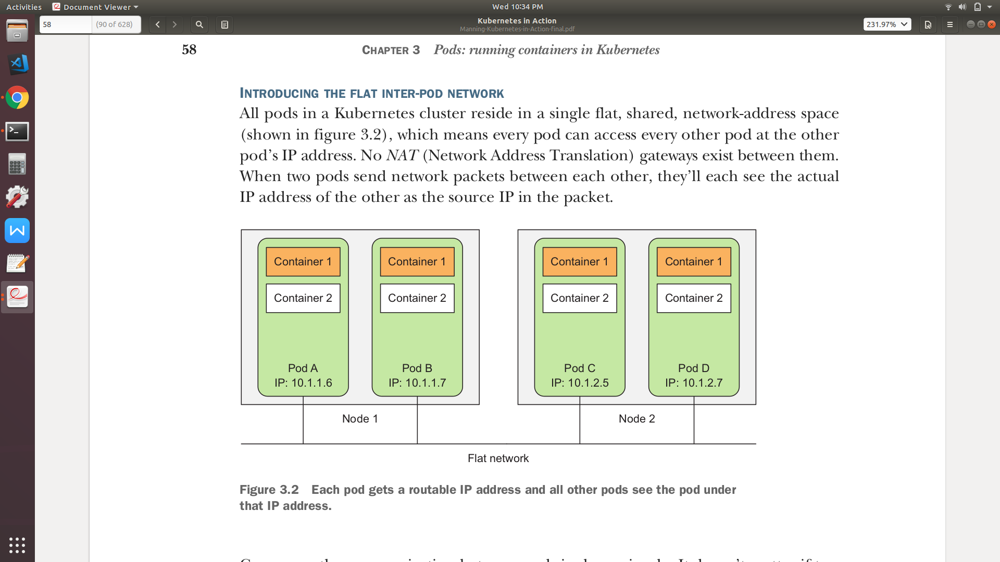 Activities Document Viewer Wed 10:34 PM
58 (90 of 628) Kubernetes in Action 231.97%
Manning-Kubernetes-in-Action-final.pdf
58 CHAPTER 3 Pods: running containers in Kubernetes
INTRODUCING THE FLAT INTER-POD NETWORK
All pods in a Kubernetes cluster reside in a single flat, shared, network-address space
(shown in figure 3.2), which means every pod can access every other pod at the other
pod’s IP address. No NAT (Network Address Translation) gateways exist between them.
When two pods send network packets between each other, they’ll each see the actual
IP address of the other as the source IP in the packet.
Container 1 Container 1 Container 1 Container 1
Container 2 Container 2 Container 2 Container 2
Pod A Pod B Pod C Pod D
IP: 10.1.1.6 IP: 10.1.1.7 IP: 10.1.2.5 IP: 10.1.2.7
Node 1 Node 2
Flat network
Figure 3.2 Each pod gets a routable IP address and all other pods see the pod under
that IP address.